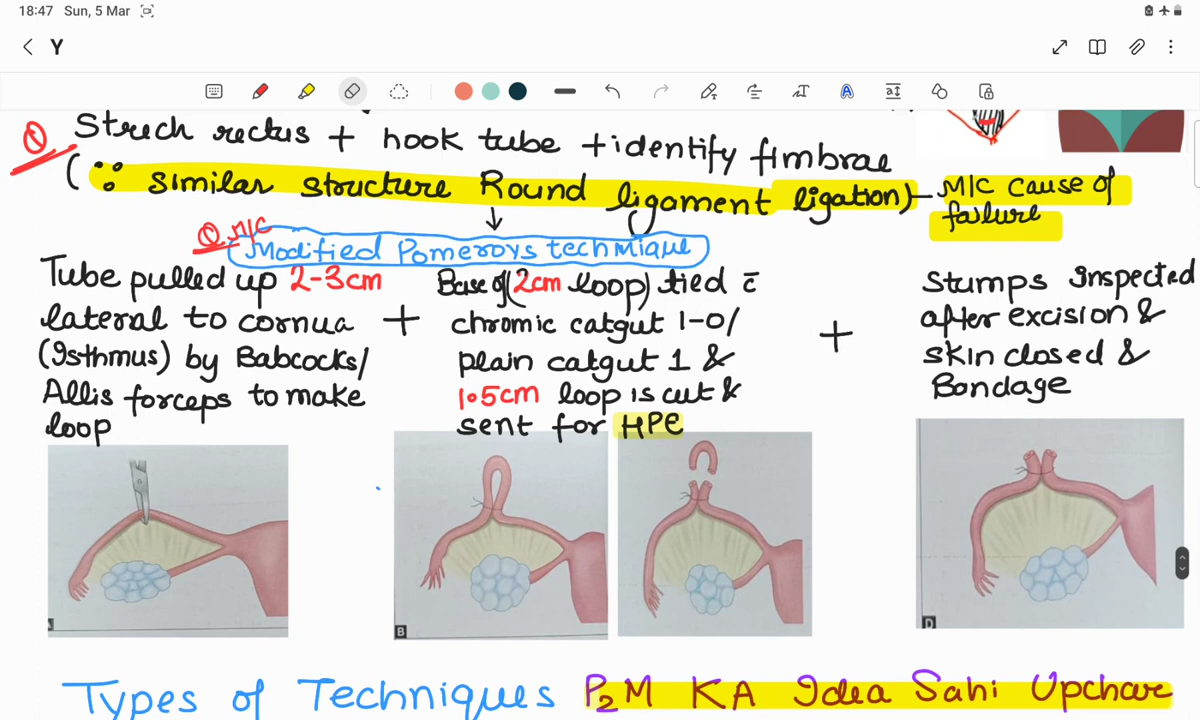 18:47 Sun, 5 Mar
Y
Q Strech rectus + hook tube + identify fimbrae
(∵ similar structure Round ligament ligation) – M/C cause of
failure
↓
Q M/C
Modified Pomeroys technique
Tube pulled up 2-3cm
lateral to cornua
(Isthmus) by Babcocks/
Allis forceps to make
loop
+
Base of (2cm loop) tied c̄
chromic catgut 1-0/
plain catgut 1 &
1.5cm loop is cut &
sent for HPE
+
Stumps Inspected
after excision &
skin closed &
Bandage
B
D
Types of Techniques P₂M KA Idea Sahi Upchare